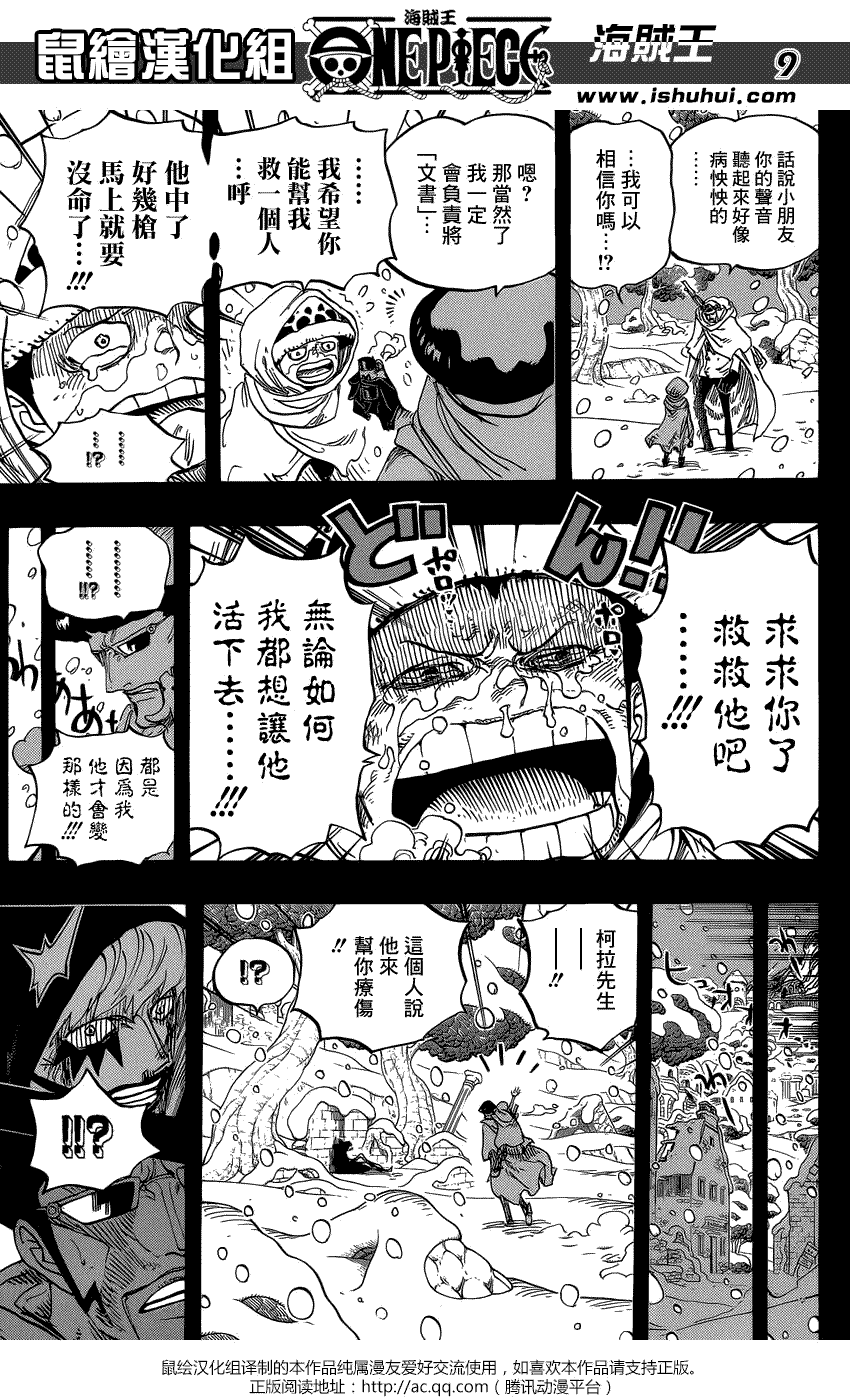 鼠繪漢化組
海賊王
ONE PIECE
海賊王
9
www.ishuhui.com
話說小朋友
你的聲音
聽起來好像
病怏怏的
……
…我可以
相信你嗎…!?
嗯?
那當然了
我一定
會負責將
「文書」…
……
我希望你
能幫我
救一個人
…呼
他中了
好幾槍
馬上就要
沒命了…!!!
……
!?
どん!!
ポロ
ポロ
求求你了
救救他吧
……!!!
無論如何
我都想讓他
活下去……!!!
………
!!?
都是
因爲我
他才會變
那樣的!!!
柯拉先生
——!!
這個人說
他來
幫你療傷
!!
!?
!!?
鼠绘汉化组译制的本作品纯属漫友爱好交流使用，如喜欢本作品请支持正版。
正版阅读地址：http://ac.qq.com（腾讯动漫平台）